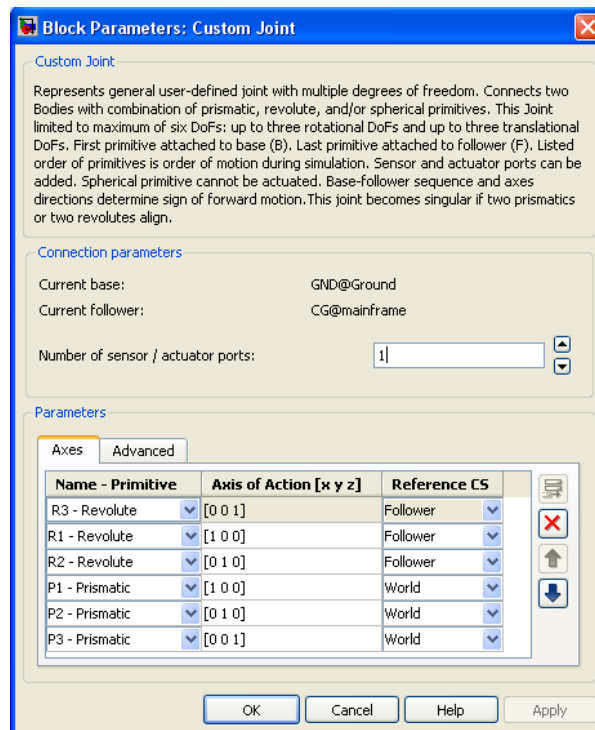 Block Parameters: Custom Joint
Custom Joint
Represents general user-defined joint with multiple degrees of freedom. Connects two
Bodies with combination of prismatic, revolute, and/or spherical primitives. This Joint
limited to maximum of six DoFs: up to three rotational DoFs and up to three translational
DoFs. First primitive attached to base (B). Last primitive attached to follower (F). Listed
order of primitives is order of motion during simulation. Sensor and actuator ports can be
added. Spherical primitive cannot be actuated. Base-follower sequence and axes
directions determine sign of forward motion.This joint becomes singular if two prismatics
or two revolutes align.
Connection parameters
Current base: GND@Ground
Current follower: CG@mainframe
Number of sensor / actuator ports: 1
Parameters
Axes Advanced
Name - Primitive Axis of Action [x y z] Reference CS
R3 - Revolute [0 0 1] Follower
R1 - Revolute [1 0 0] Follower
R2 - Revolute [0 1 0] Follower
P1 - Prismatic [1 0 0] World
P2 - Prismatic [0 1 0] World
P3 - Prismatic [0 0 1] World
OK Cancel Help Apply